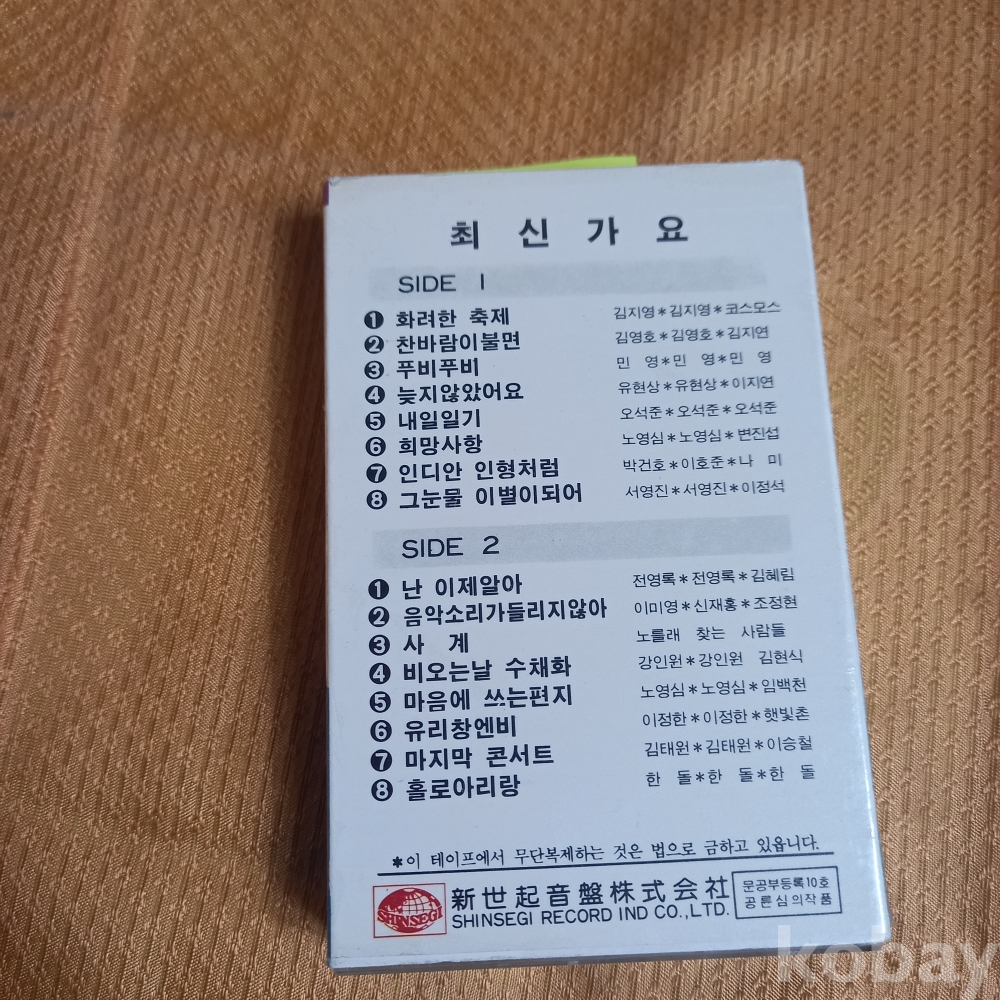 최 신 가 요
SIDE 1
❶ 화려한 축제 김지영＊김지영＊코스모스
❷ 찬바람이불면 김영호＊김영호＊김지연
❸ 푸비푸비 민 영＊민 영＊민 영
❹ 늦지않았어요 유현상＊유현상＊이지연
❺ 내일일기 오석준＊오석준＊오석준
❻ 희망사항 노영심＊노영심＊변진섭
❼ 인디안 인형처럼 박건호＊이호준＊나 미
❽ 그눈물 이별이되어 서영진＊서영진＊이정석
SIDE 2
❶ 난 이제알아 전영록＊전영록＊김혜림
❷ 음악소리가들리지않아 이미영＊신재홍＊조정현
❸ 사 계 노를래 찾는 사람들
❹ 비오는날 수채화 강인원＊강인원 김현식
❺ 마음에 쓰는편지 노영심＊노영심＊임백천
❻ 유리창엔비 이정한＊이정한＊햇빛촌
❼ 마지막 콘서트 김태원＊김태원＊이승철
❽ 홀로아리랑 한 돌＊한 돌＊한 돌
＊이 테이프에서 무단복제하는 것은 법으로 금하고 있읍니다.
SHINSEGI
新世起音盤株式会社
SHINSEGI RECORD IND CO.,LTD.
문공부등록10호
공론심의작품
kobay